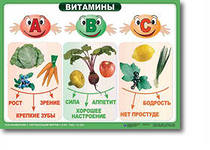 ВИТАМИНЫ
А В С
РОСТ ЗРЕНИЕ СИЛА АППЕТИТ БОДРОСТЬ
КРЕПКИЕ ЗУБЫ ХОРОШЕЕ НАСТРОЕНИЕ НЕТ ПРОСТУДЕ